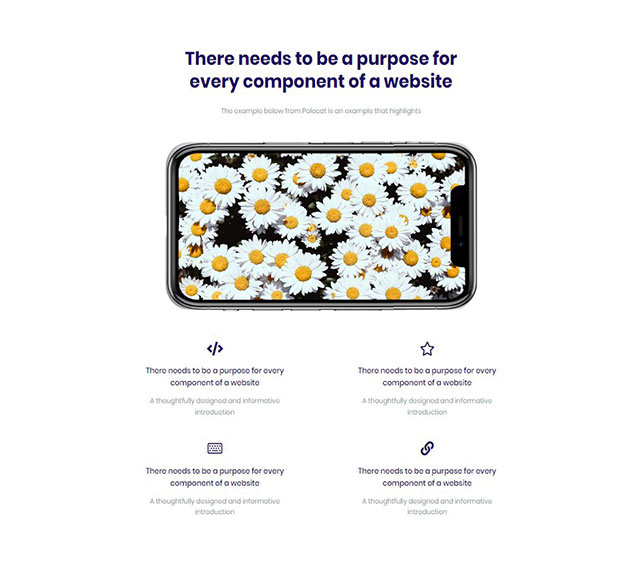 There needs to be a purpose for
every component of a website
The example below from Polocat is an example that highlights
There needs to be a purpose for every
component of a website
A thoughtfully designed and informative
introduction
There needs to be a purpose for every
component of a website
A thoughtfully designed and informative
introduction
There needs to be a purpose for every
component of a website
A thoughtfully designed and informative
introduction
There needs to be a purpose for every
component of a website
A thoughtfully designed and informative
introduction